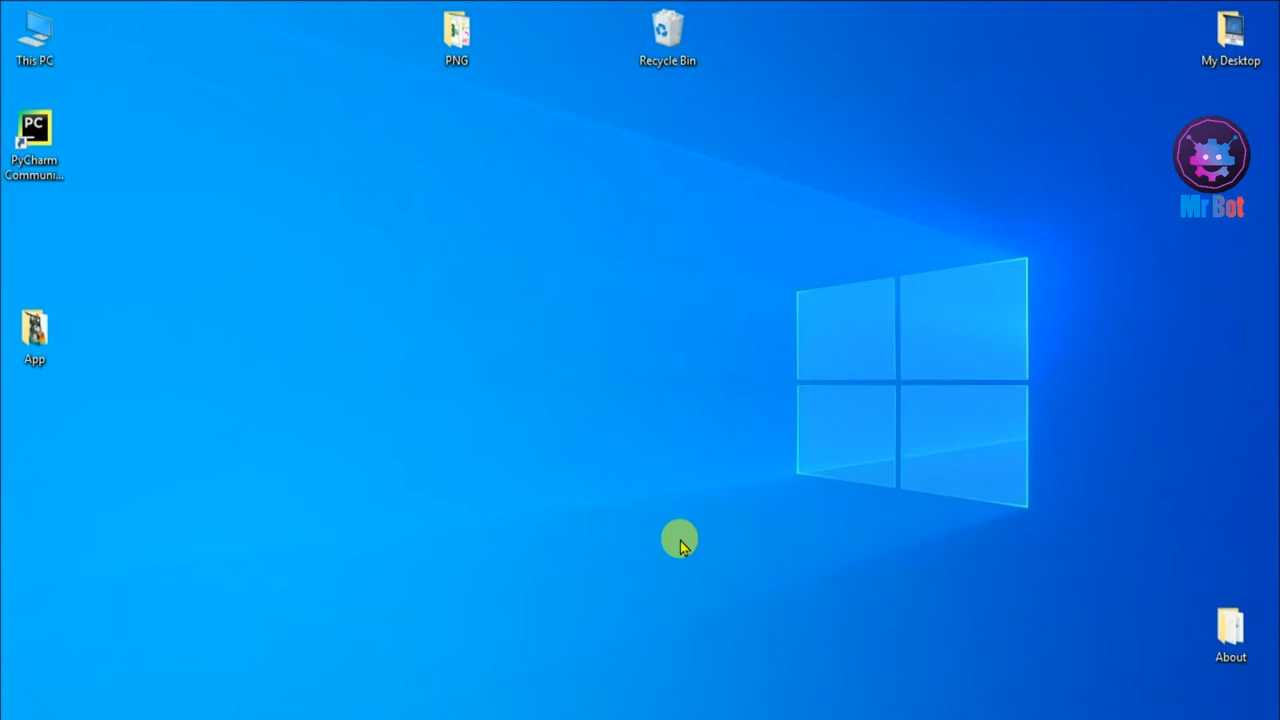 This PC
PNG
Recycle Bin
My Desktop
PC
PyCharm
Communi...
Mr Bot
App
About